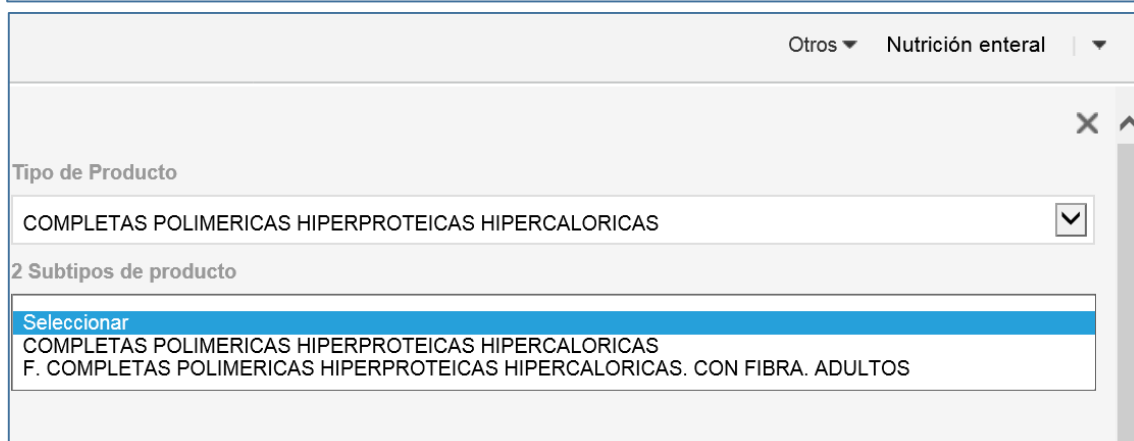 Otros Nutrición enteral
Tipo de Producto
COMPLETAS POLIMERICAS HIPERPROTEICAS HIPERCALORICAS
2 Subtipos de producto
Seleccionar
COMPLETAS POLIMERICAS HIPERPROTEICAS HIPERCALORICAS
F. COMPLETAS POLIMERICAS HIPERPROTEICAS HIPERCALORICAS. CON FIBRA. ADULTOS